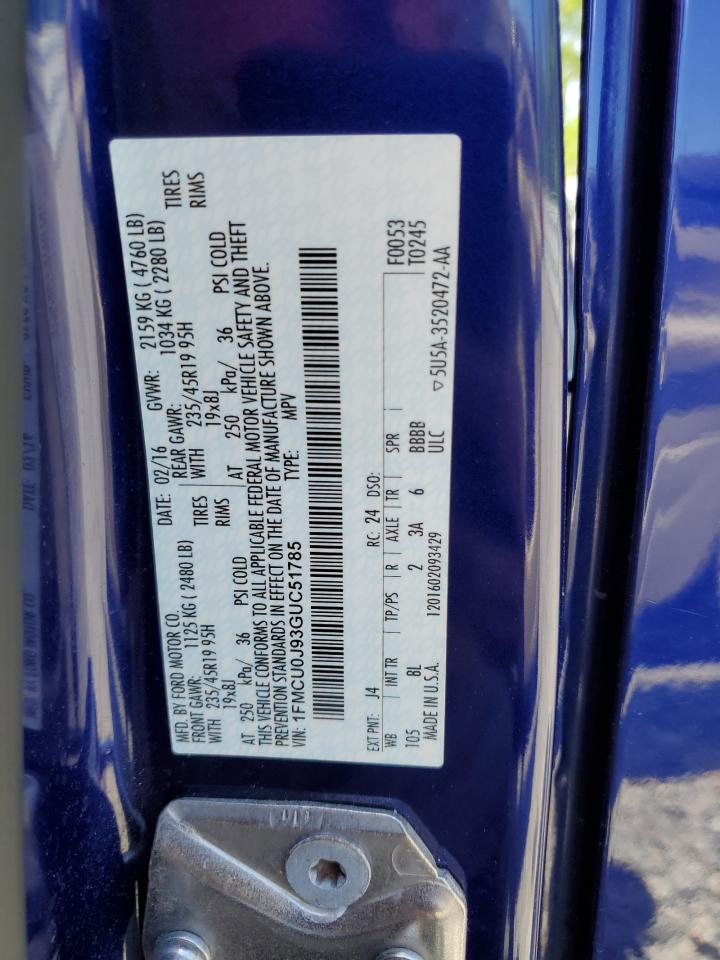 MFD. BY FORD MOTOR CO.
DATE: 02/16 GVWR: 2159 KG ( 4760 LB)
FRONT GAWR: 1125 KG ( 2480 LB) REAR GAWR: 1034 KG ( 2280 LB)
WITH 235/45R19 95H TIRES WITH 235/45R19 95H TIRES
19x8J RIMS 19x8J RIMS
AT 250 kPa/ 36 PSI COLD AT 250 kPa/ 36 PSI COLD
THIS VEHICLE CONFORMS TO ALL APPLICABLE FEDERAL MOTOR VEHICLE SAFETY AND THEFT
PREVENTION STANDARDS IN EFFECT ON THE DATE OF MANUFACTURE SHOWN ABOVE.
VIN: 1FMCU0J93GUC51785 TYPE: MPV
EXT PNT: J4 RC: 24 DSO: F0053
WB INT TR TP/PS R AXLE TR SPR T0245
105 8L 2 3A 6 BBBB
MADE IN U.S.A. 1201602093429 ULC ▽ 5U5A-3520472-AA